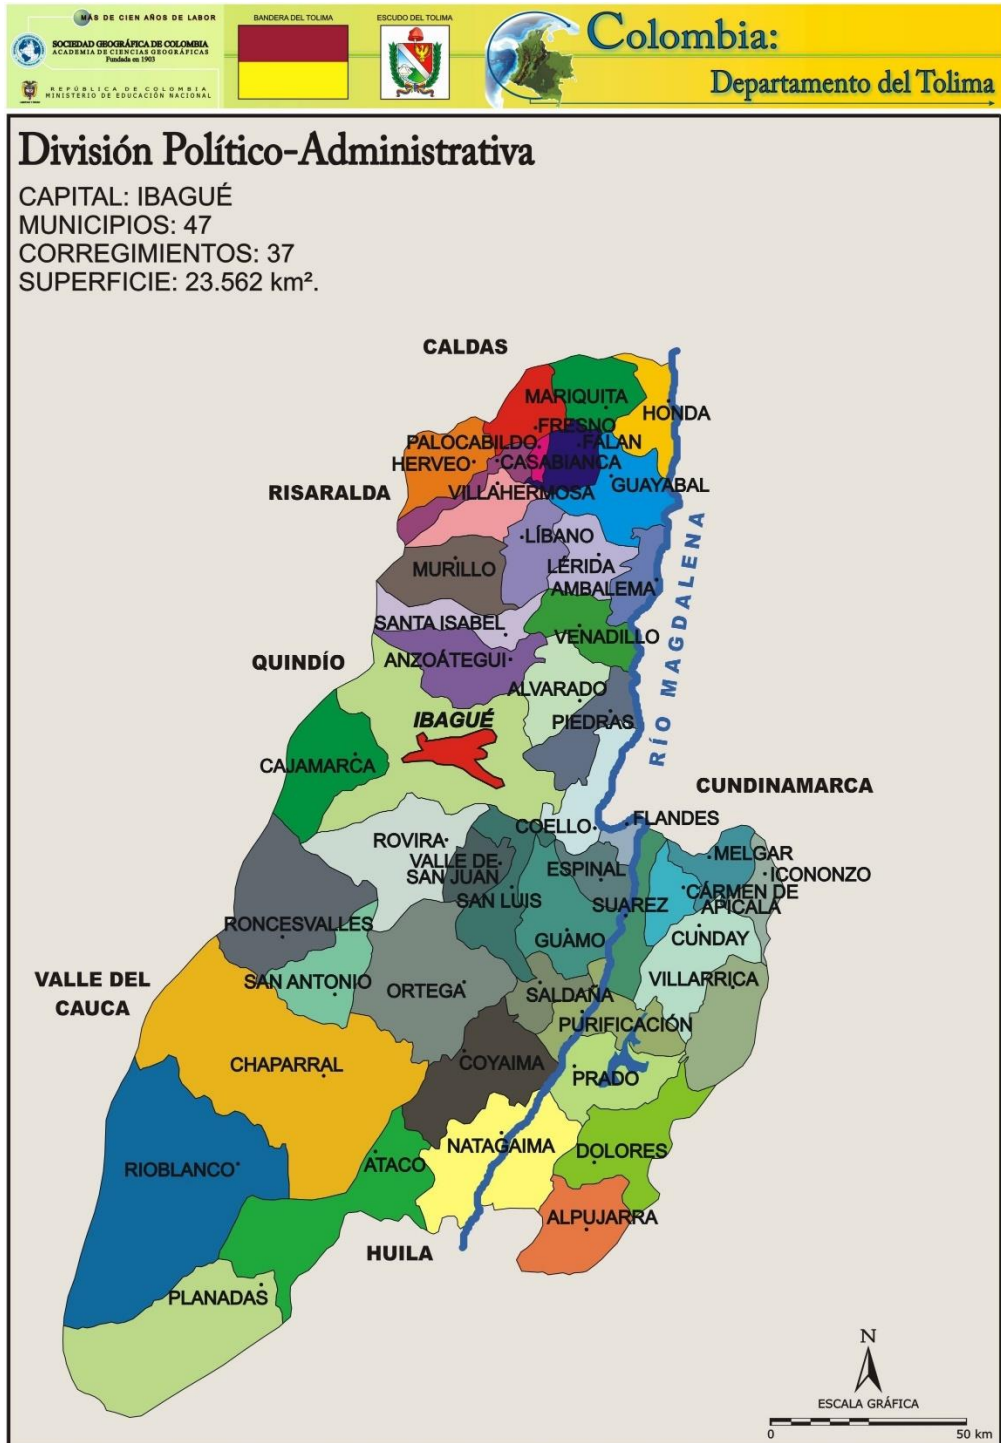 MÁS DE CIEN AÑOS DE LABOR
SOCIEDAD GEOGRÁFICA DE COLOMBIA
ACADEMIA DE CIENCIAS GEOGRÁFICAS
Fundada en 1903
REPÚBLICA DE COLOMBIA
MINISTERIO DE EDUCACIÓN NACIONAL
BANDERA DEL TOLIMA
ESCUDO DEL TOLIMA
Colombia:
Departamento del Tolima
División Político-Administrativa
CAPITAL: IBAGUÉ
MUNICIPIOS: 47
CORREGIMIENTOS: 37
SUPERFICIE: 23.562 km².
CALDAS
MARIQUITA
HONDA
FRESNO
PALOCABILDO
FALAN
HERVEO
CASABIANCA
GUAYABAL
RISARALDA
VILLAHERMOSA
LÍBANO
MURILLO
LÉRIDA
AMBALEMA
RÍO MAGDALENA
SANTA ISABEL
VENADILLO
QUINDÍO
ANZOÁTEGUI
ALVARADO
IBAGUÉ
PIEDRAS
CAJAMARCA
CUNDINAMARCA
COELLO
FLANDES
ROVIRA
VALLE DE
SAN JUAN
ESPINAL
MELGAR
ICONONZO
SAN LUIS
CÁRMEN DE
APICALÁ
SUAREZ
RONCESVALLES
GUAMO
CUNDAY
VALLE DEL
CAUCA
SAN ANTONIO
ORTEGA
SALDAÑA
VILLARRICA
PURIFICACIÓN
CHAPARRAL
COYAIMA
PRADO
NATAGAIMA
DOLORES
RIOBLANCO
ATACO
ALPUJARRA
HUILA
PLANADAS
N
ESCALA GRÁFICA
0
50 km